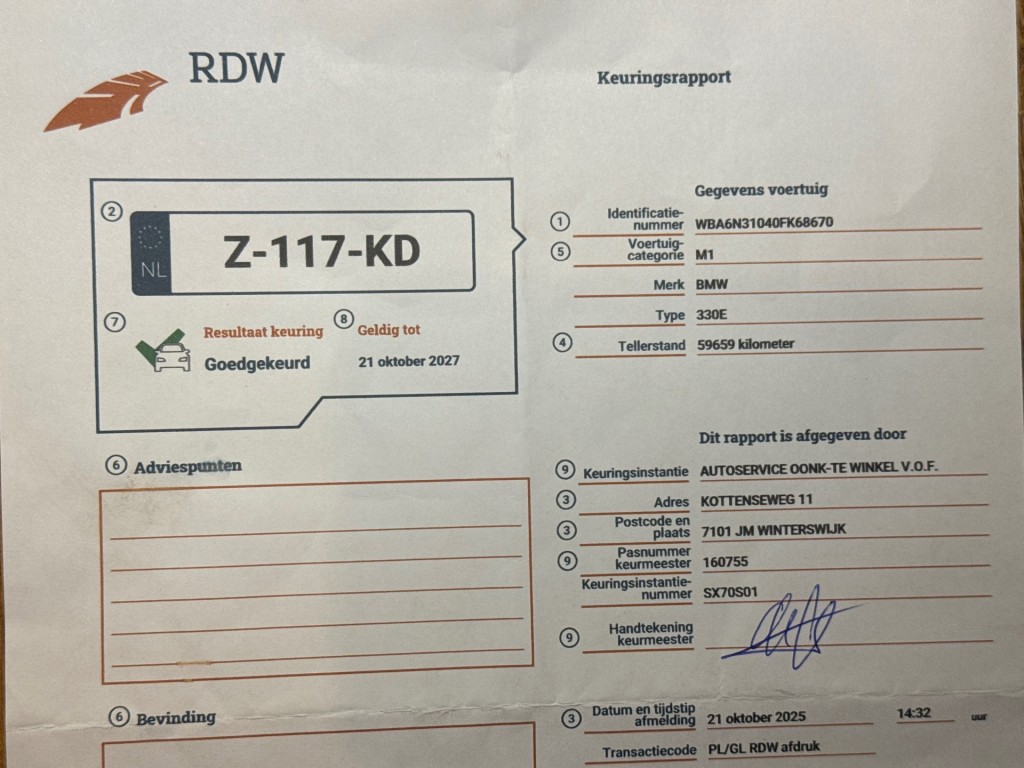 RDW
Keuringsrapport
2
NL
Z-117-KD
7
Resultaat keuring
Goedgekeurd
8
Geldig tot
21 oktober 2027
Gegevens voertuig
1 Identificatie-
nummer WBA6N31040FK68670
5 Voertuig-
categorie M1
Merk BMW
Type 330E
4 Tellerstand 59659 kilometer
6 Adviespunten
Dit rapport is afgegeven door
9 Keuringsinstantie AUTOSERVICE OONK-TE WINKEL V.O.F.
3 Adres KOTTENSEWEG 11
3 Postcode en
plaats 7101 JM WINTERSWIJK
9 Pasnummer
keurmeester 160755
Keuringsinstantie-
nummer SX70S01
9 Handtekening
keurmeester
6 Bevinding
3 Datum en tijdstip
afmelding 21 oktober 2025 14:32 uur
Transactiecode PL/GL RDW afdruk